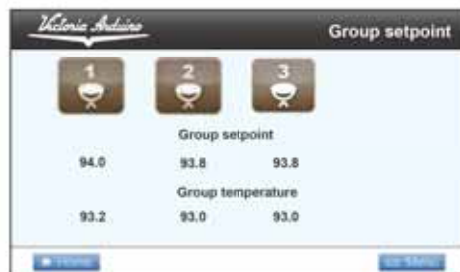 Victoria Arduino Group setpoint
1 2 3
Group setpoint
94.0 93.8 93.8
Group temperature
93.2 93.0 93.0
Home Menu